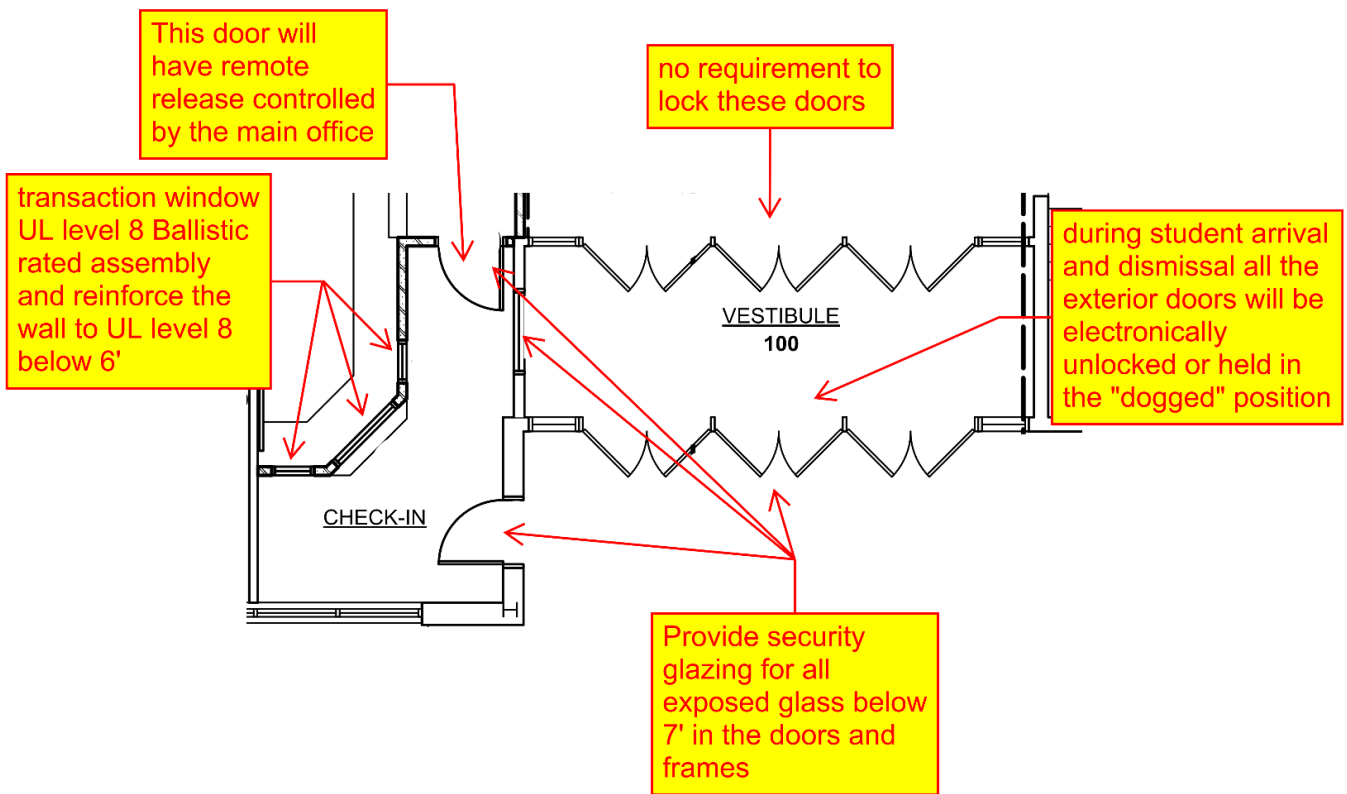 This door will
have remote
release controlled
by the main office
no requirement to
lock these doors
transaction window
UL level 8 Ballistic
rated assembly
and reinforce the
wall to UL level 8
below 6'
during student arrival
and dismissal all the
exterior doors will be
electronically
unlocked or held in
the "dogged" position
VESTIBULE
100
CHECK-IN
Provide security
glazing for all
exposed glass below
7' in the doors and
frames